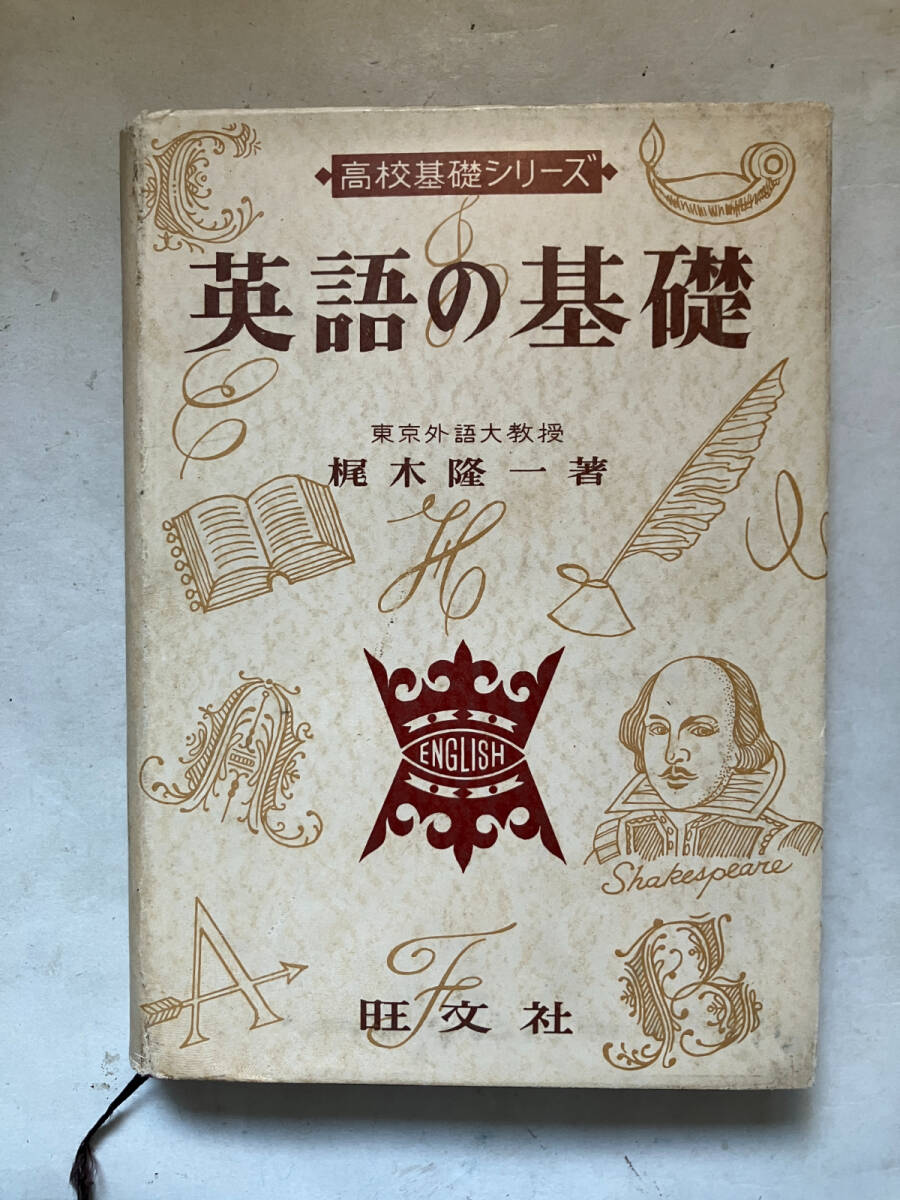 高校基礎シリーズ
英語の基礎
東京外語大教授
梶木隆一著
ENGLISH
Shakespeare
旺文社